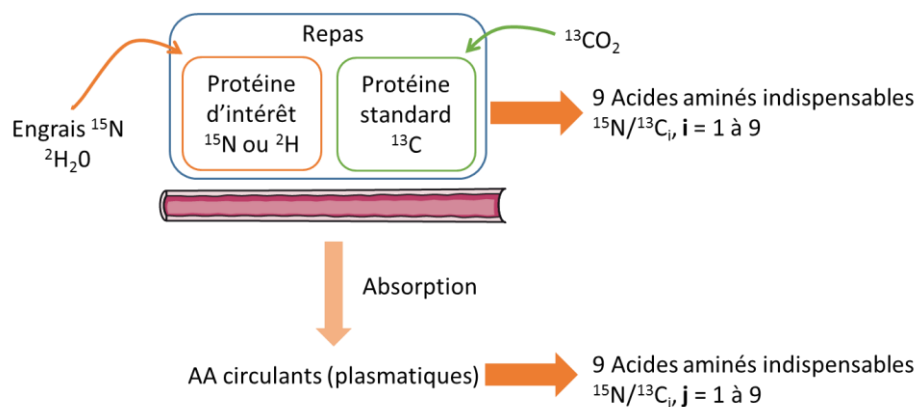 Repas
¹³CO₂
Protéine
d'intérêt
¹⁵N ou ²H
Protéine
standard
¹³C
Engrais ¹⁵N
²H₂0
9 Acides aminés indispensables
¹⁵N/¹³Cᵢ, i = 1 à 9
Absorption
AA circulants (plasmatiques)
9 Acides aminés indispensables
¹⁵N/¹³Cᵢ, j = 1 à 9